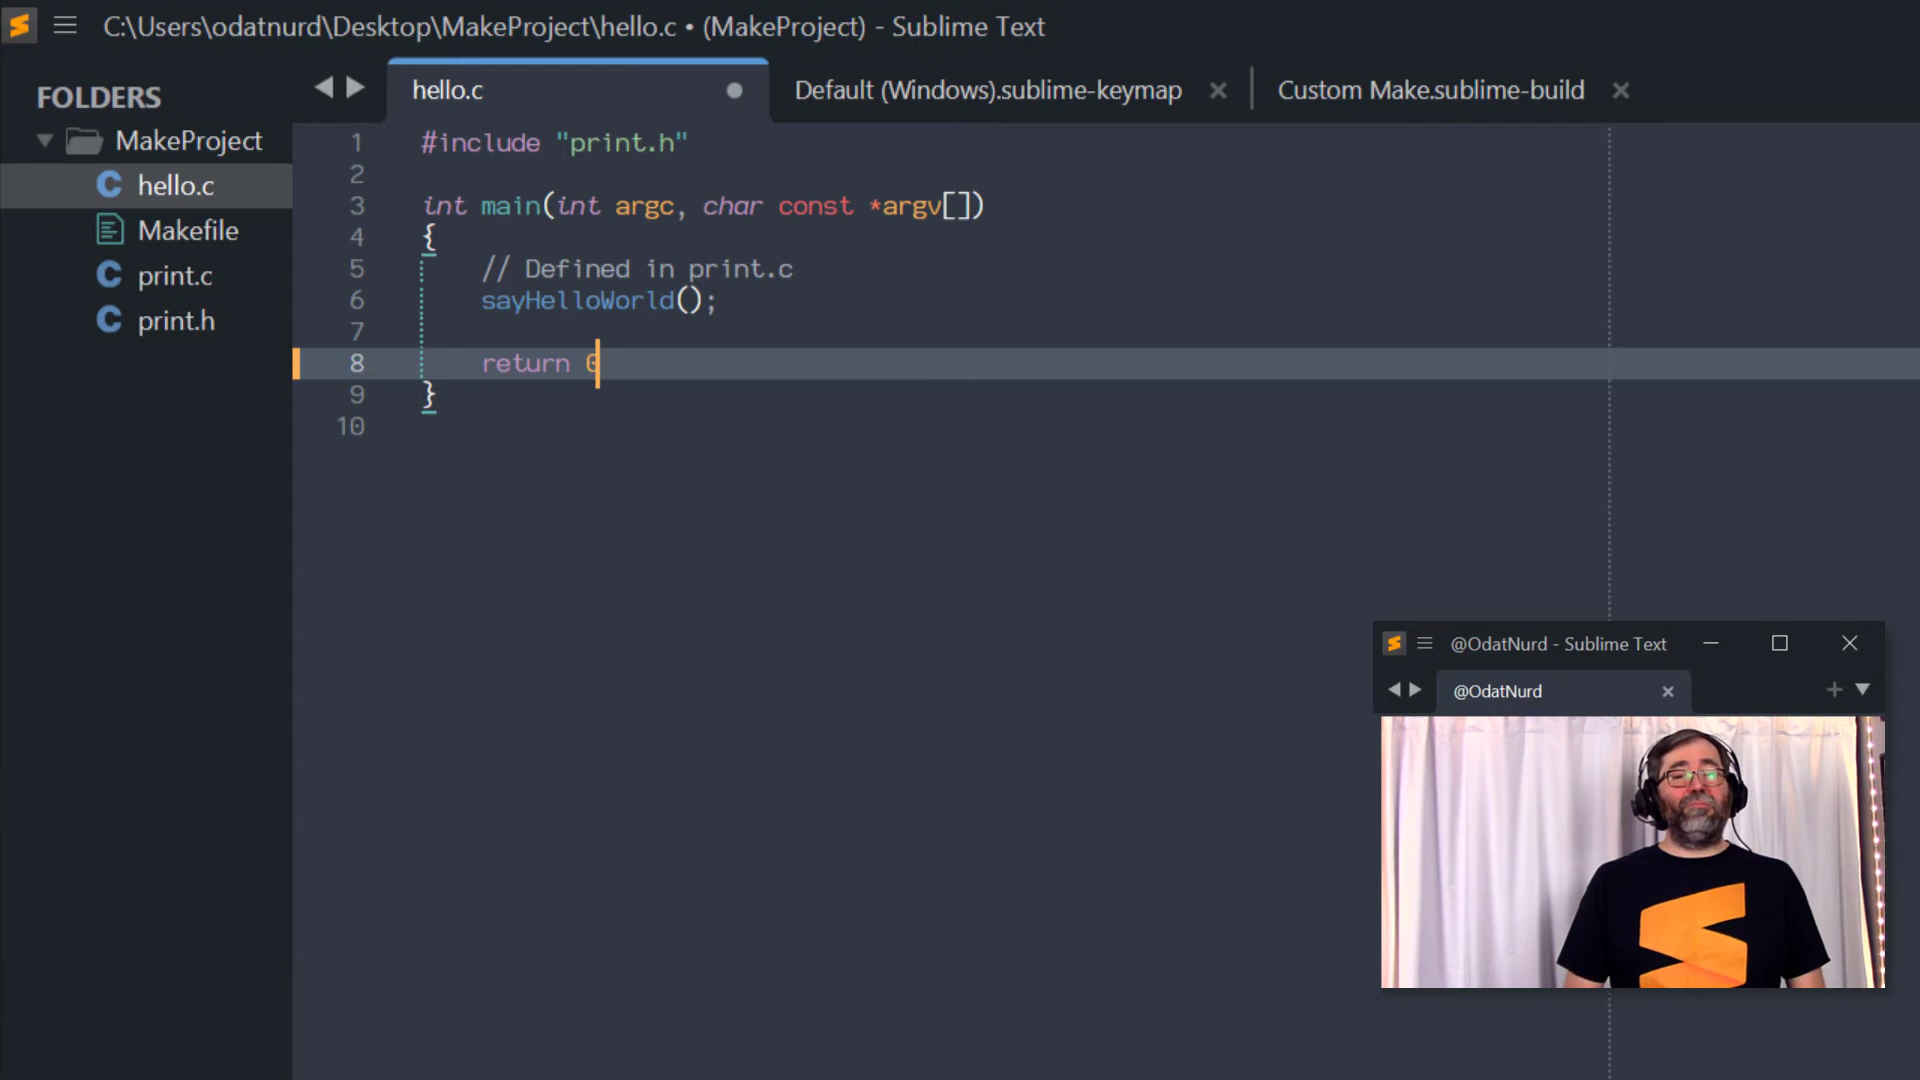 C:\Users\odatnurd\Desktop\MakeProject\hello.c • (MakeProject) - Sublime Text
FOLDERS
MakeProject
hello.c
Makefile
print.c
print.h
hello.c
Default (Windows).sublime-keymap
Custom Make.sublime-build
1 #include "print.h"
2
3 int main(int argc, char const *argv[])
4 {
5 // Defined in print.c
6 sayHelloWorld();
7
8 return 0
9 }
10
@OdatNurd - Sublime Text
@OdatNurd